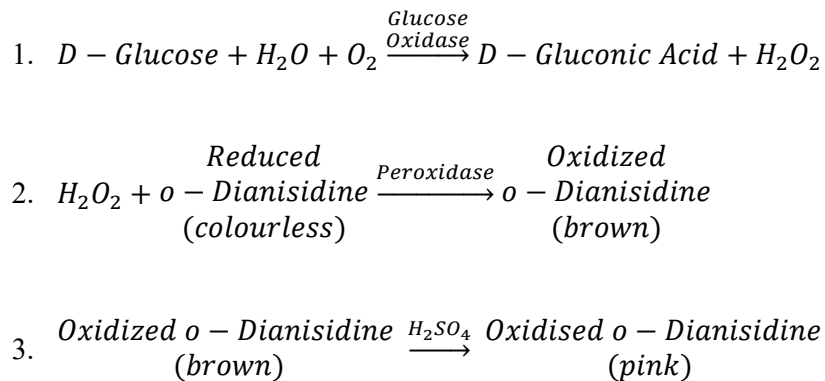 Glucose
Oxidase
1. D − Glucose + H₂O + O₂ ⟶ D − Gluconic Acid + H₂O₂
Reduced Oxidized
Peroxidase
2. H₂O₂ + o − Dianisidine ⟶ o − Dianisidine
(colourless) (brown)
3. Oxidized o − Dianisidine H₂SO₄ ⟶ Oxidised o − Dianisidine
(brown) (pink)